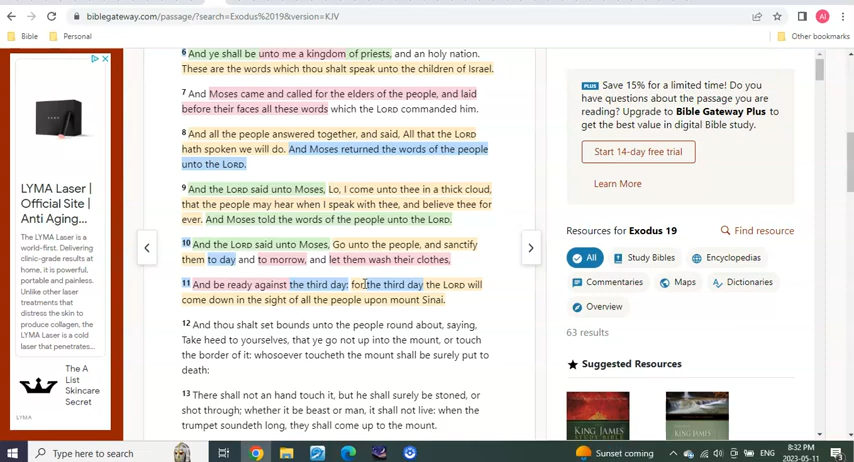 biblegateway.com/passage/?search=Exodus%2019&version=KJV
AI
Bible
Personal
Other bookmarks
LYMA Laser |
Official Site |
Anti Aging...
The LYMA Laser is a
world-first. Delivering
clinic-grade results at
home, it is powerful,
portable and painless.
Unlike other laser
treatments that
distress the skin to
produce collagen, the
LYMA Laser is a cold
laser that penetrates...
The A
List
Skincare
Secret
LYMA
6 And ye shall be unto me a kingdom of priests, and an holy nation.
These are the words which thou shalt speak unto the children of Israel.
7 And Moses came and called for the elders of the people, and laid
before their faces all these words which the LORD commanded him.
8 And all the people answered together, and said, All that the LORD
hath spoken we will do. And Moses returned the words of the people
unto the LORD.
9 And the LORD said unto Moses, Lo, I come unto thee in a thick cloud,
that the people may hear when I speak with thee, and believe thee for
ever. And Moses told the words of the people unto the LORD.
10 And the LORD said unto Moses, Go unto the people, and sanctify
them to day and to morrow, and let them wash their clothes,
11 And be ready against the third day: for the third day the LORD will
come down in the sight of all the people upon mount Sinai.
12 And thou shalt set bounds unto the people round about, saying,
Take heed to yourselves, that ye go not up into the mount, or touch
the border of it: whosoever toucheth the mount shall be surely put to
death:
13 There shall not an hand touch it, but he shall surely be stoned, or
shot through; whether it be beast or man, it shall not live: when the
trumpet soundeth long, they shall come up to the mount.
PLUS Save 15% for a limited time! Do you
have questions about the passage you are
reading? Upgrade to Bible Gateway Plus to
get the best value in digital Bible study.
Start 14-day free trial
Learn More
Resources for Exodus 19
Find resource
All
Study Bibles
Encyclopedias
Commentaries
Maps
Dictionaries
Overview
63 results
Suggested Resources
KING JAMES
Type here to search
Sunset coming
ENG
8:32 PM
2023-05-11
3